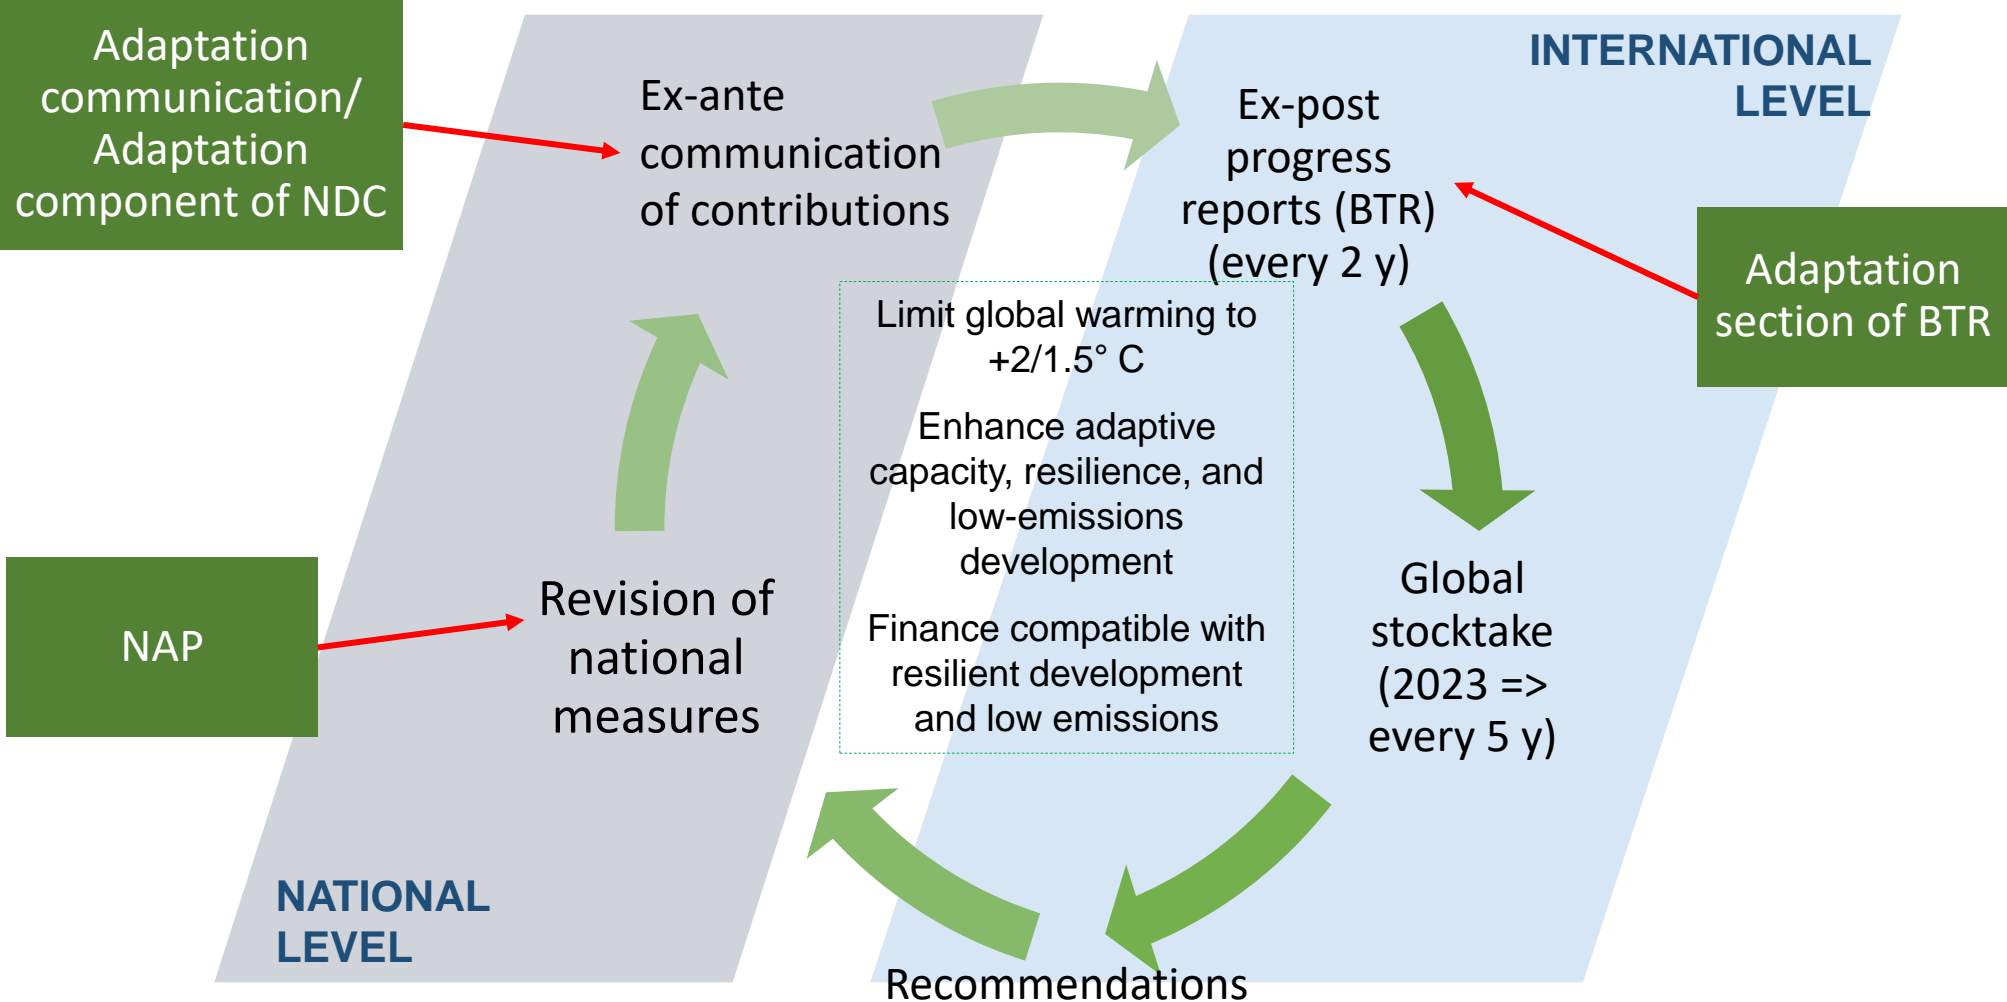 Adaptation
communication/
Adaptation
component of NDC
Ex-ante
communication
of contributions
INTERNATIONAL
LEVEL
Ex-post
progress
reports (BTR)
(every 2 y)
Adaptation
section of BTR
Limit global warming to
+2/1.5° C
Enhance adaptive
capacity, resilience, and
low-emissions
development
Finance compatible with
resilient development
and low emissions
NAP
Revision of
national
measures
Global
stocktake
(2023 =>
every 5 y)
NATIONAL
LEVEL
Recommendations